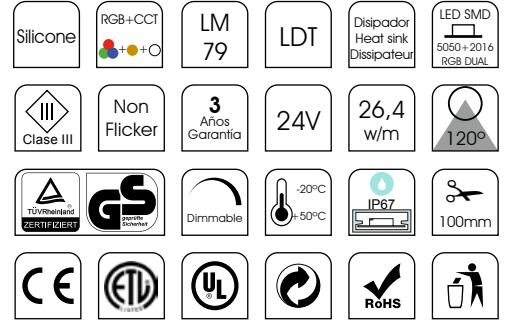 Silicone
RGB+CCT
+ +
LM
79
LDT
Disipador
Heat sink
Dissipateur
LED SMD
5050+2016
RGB DUAL
III
Clase III
Non
Flicker
3
Años
Garantía
24V
26,4
w/m
120º
TÜVRheinland
ZERTIFIZIERT
GS
geprüfte
Sicherheit
Dimmable
-20ºC
+50ºC
IP67
100mm
CE
ETL
LISTED
UL
RoHS